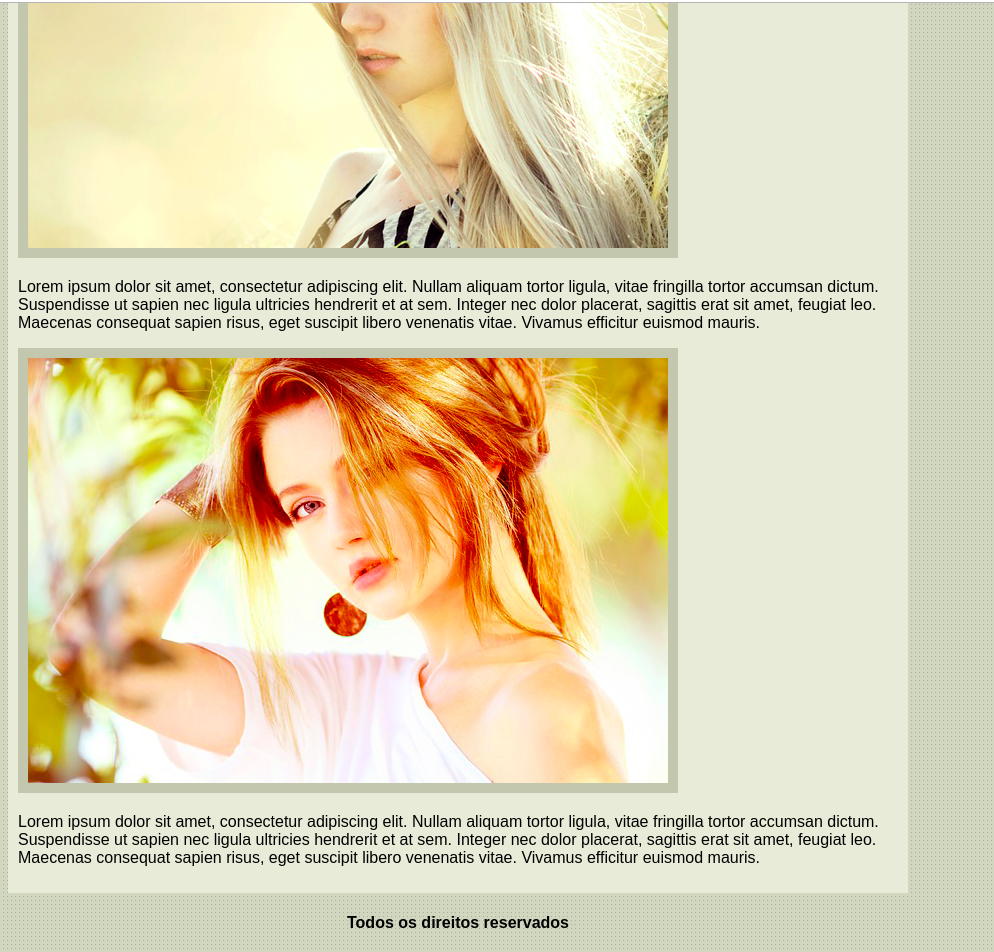 Lorem ipsum dolor sit amet, consectetur adipiscing elit. Nullam aliquam tortor ligula, vitae fringilla tortor accumsan dictum.
Suspendisse ut sapien nec ligula ultricies hendrerit et at sem. Integer nec dolor placerat, sagittis erat sit amet, feugiat leo.
Maecenas consequat sapien risus, eget suscipit libero venenatis vitae. Vivamus efficitur euismod mauris.
Lorem ipsum dolor sit amet, consectetur adipiscing elit. Nullam aliquam tortor ligula, vitae fringilla tortor accumsan dictum.
Suspendisse ut sapien nec ligula ultricies hendrerit et at sem. Integer nec dolor placerat, sagittis erat sit amet, feugiat leo.
Maecenas consequat sapien risus, eget suscipit libero venenatis vitae. Vivamus efficitur euismod mauris.
Todos os direitos reservados